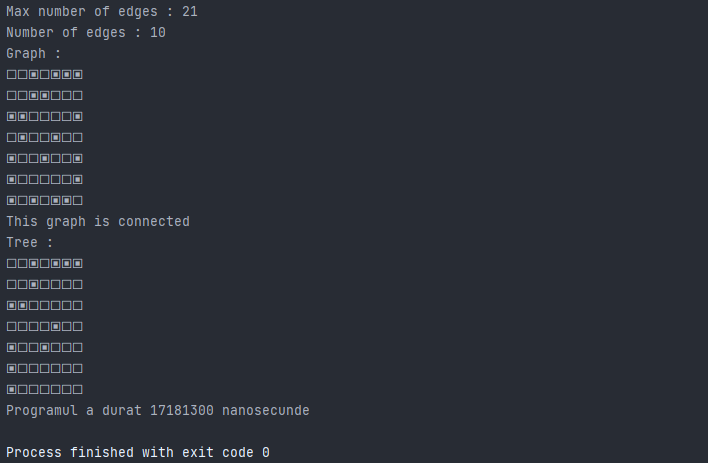 Max number of edges : 21
Number of edges : 10
Graph :
□□▣□▣▣▣
□□▣▣□□□
▣▣□□□□▣
□▣□□▣□□
▣□□▣□□▣
▣□□□□□▣
▣□▣□▣▣□
This graph is connected
Tree :
□□▣□▣▣▣
□□▣□□□□
▣▣□□□□□
□□□□▣□□
▣□□▣□□□
▣□□□□□□
▣□□□□□□
Programul a durat 17181300 nanosecunde
Process finished with exit code 0